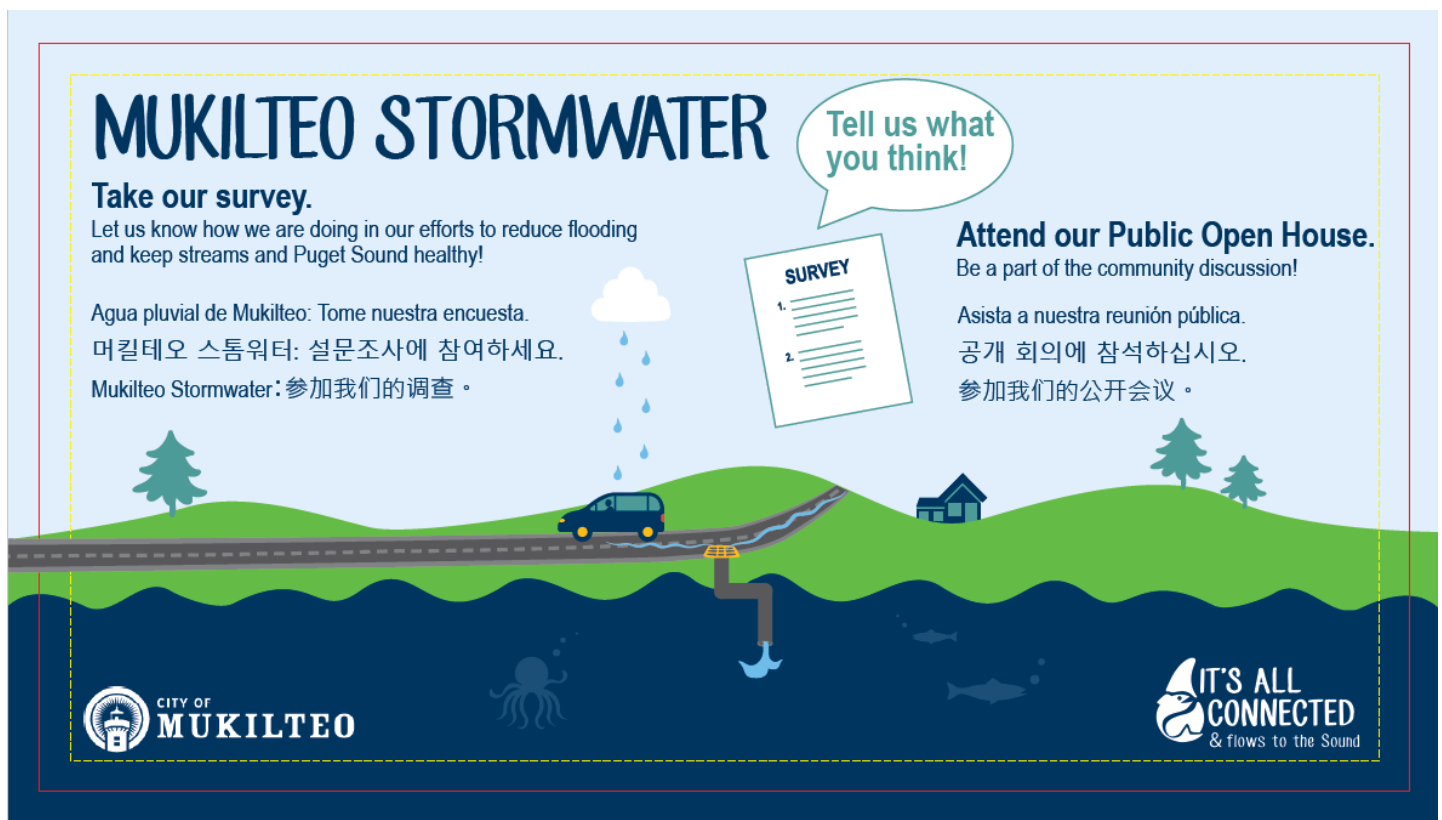 MUKILTEO STORMWATER
Tell us what
you think!
Take our survey.
Let us know how we are doing in our efforts to reduce flooding
and keep streams and Puget Sound healthy!
Agua pluvial de Mukilteo: Tome nuestra encuesta.
머킬테오 스톰워터: 설문조사에 참여하세요.
Mukilteo Stormwater：参加我们的调查。
SURVEY
1.
2.
Attend our Public Open House.
Be a part of the community discussion!
Asista a nuestra reunión pública.
공개 회의에 참석하십시오.
参加我们的公开会议。
CITY OF
MUKILTEO
IT'S ALL
CONNECTED
& flows to the Sound